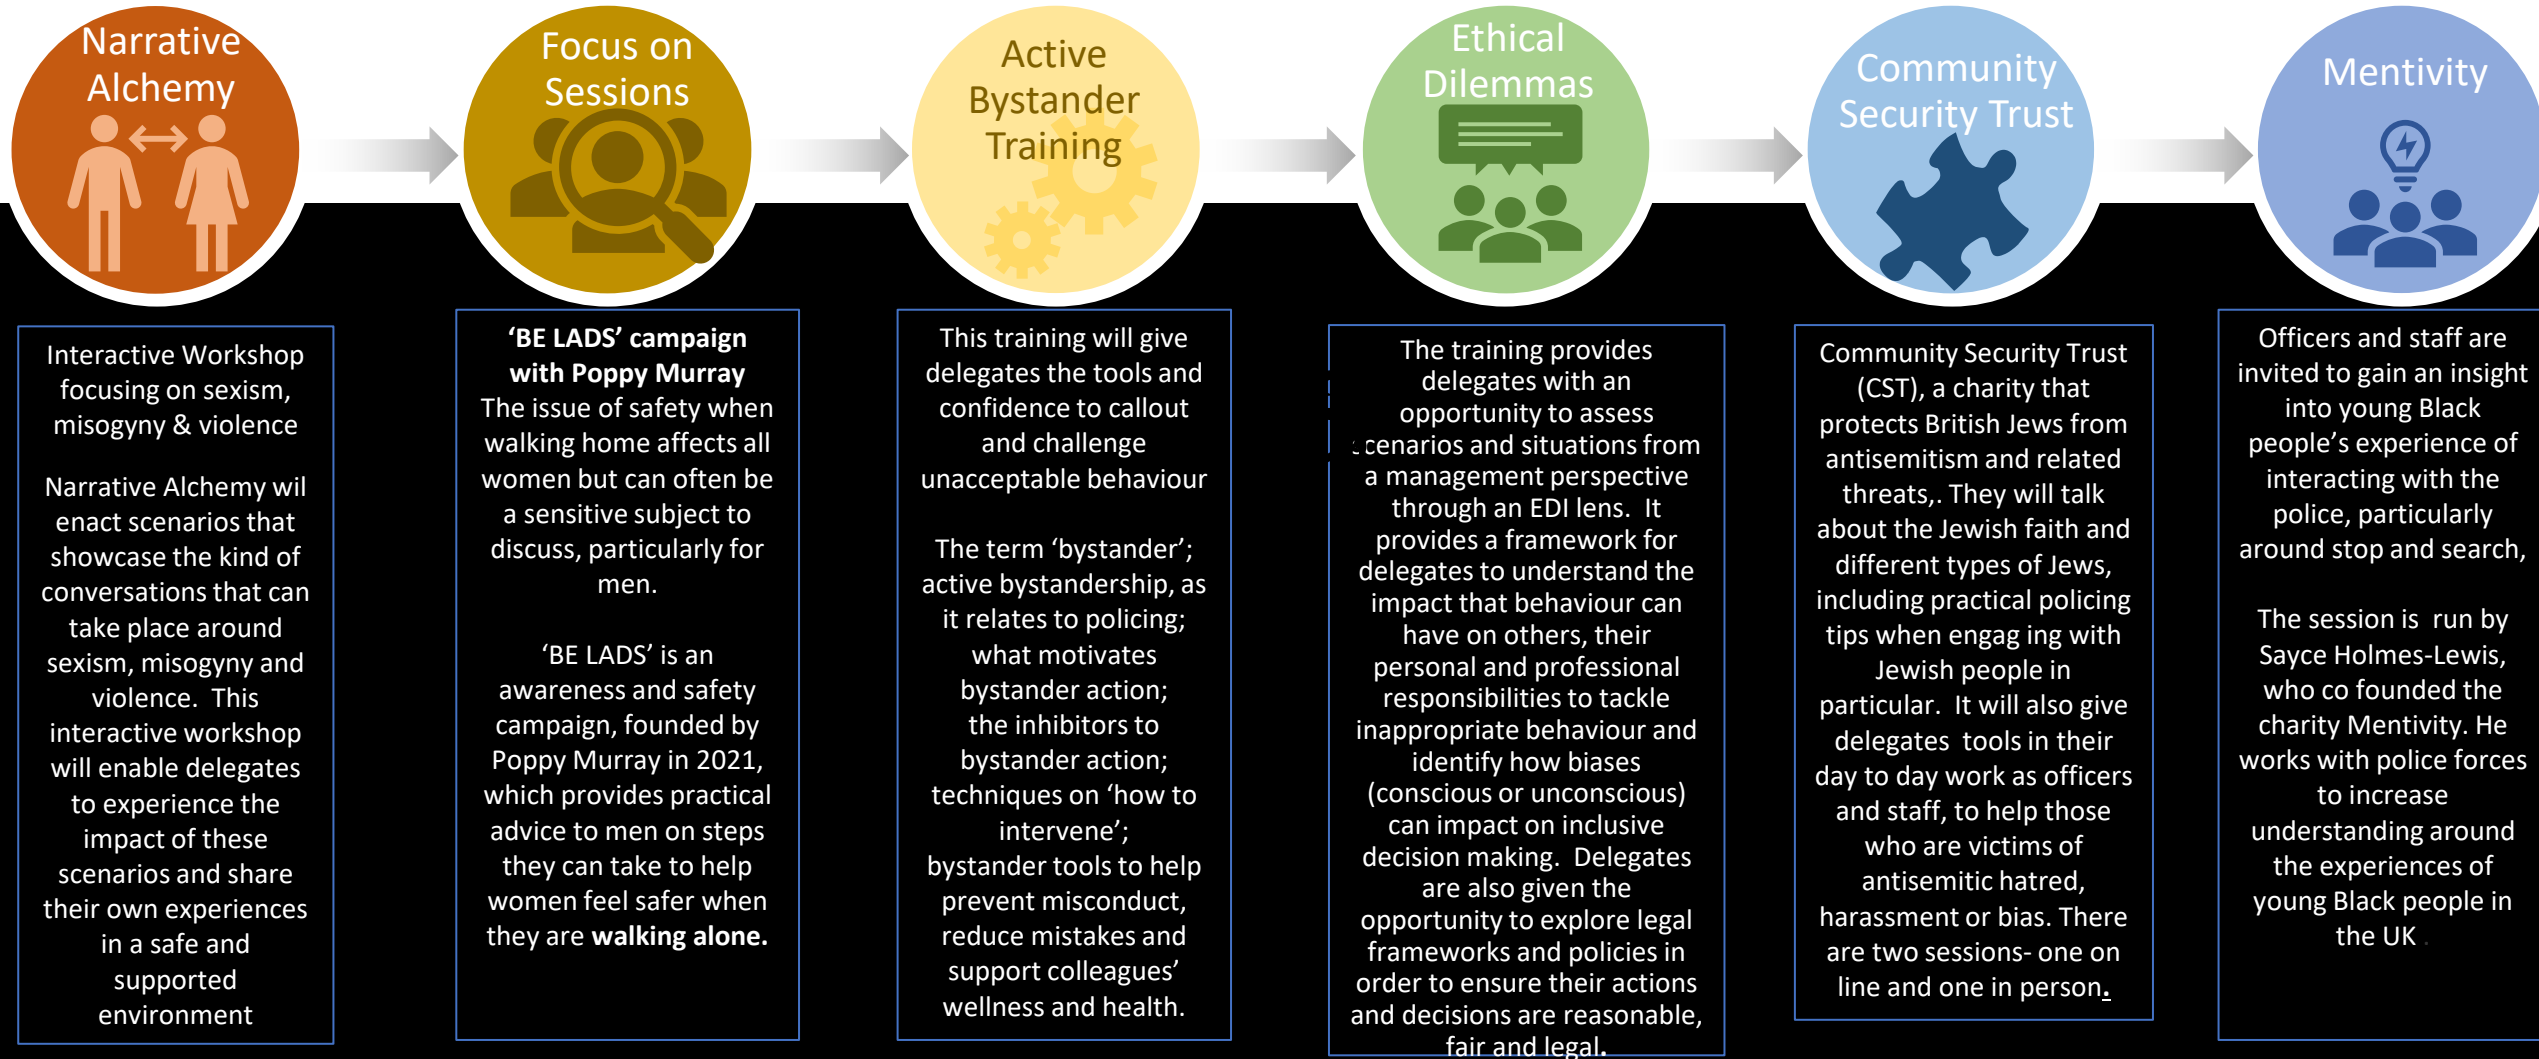 Narrative
Alchemy
Focus on
Sessions
Active
Bystander
Training
Ethical
Dilemmas
Community
Security Trust
Mentivity
Interactive Workshop
focusing on sexism,
misogyny & violence
Narrative Alchemy wil
enact scenarios that
showcase the kind of
conversations that can
take place around
sexism, misogyny and
violence.  This
interactive workshop
will enable delegates
to experience the
impact of these
scenarios and share
their own experiences
in a safe and
supported
environment
‘BE LADS’ campaign
with Poppy Murray
The issue of safety when
walking home affects all
women but can often be
a sensitive subject to
discuss, particularly for
men.
‘BE LADS’ is an
awareness and safety
campaign, founded by
Poppy Murray in 2021,
which provides practical
advice to men on steps
they can take to help
women feel safer when
they are walking alone.
This training will give
delegates the tools and
confidence to callout
and challenge
unacceptable behaviour
The term ‘bystander’;
active bystandership, as
it relates to policing;
what motivates
bystander action;
the inhibitors to
bystander action;
techniques on ‘how to
intervene’;
bystander tools to help
prevent misconduct,
reduce mistakes and
support colleagues’
wellness and health.
The training provides
delegates with an
opportunity to assess
scenarios and situations from
a management perspective
through an EDI lens.  It
provides a framework for
delegates to understand the
impact that behaviour can
have on others, their
personal and professional
responsibilities to tackle
inappropriate behaviour and
identify how biases
(conscious or unconscious)
can impact on inclusive
decision making.  Delegates
are also given the
opportunity to explore legal
frameworks and policies in
order to ensure their actions
and decisions are reasonable,
fair and legal.
Community Security Trust
(CST), a charity that
protects British Jews from
antisemitism and related
threats,. They will talk
about the Jewish faith and
different types of Jews,
including practical policing
tips when engag ing with
Jewish people in
particular.  It will also give
delegates  tools in their
day to day work as officers
and staff, to help those
who are victims of
antisemitic hatred,
harassment or bias. There
are two sessions- one on
line and one in person.
Officers and staff are
invited to gain an insight
into young Black
people’s experience of
interacting with the
police, particularly
around stop and search,
The session is  run by
Sayce Holmes-Lewis,
who co founded the
charity Mentivity. He
works with police forces
to increase
understanding around
the experiences of
young Black people in
the UK .